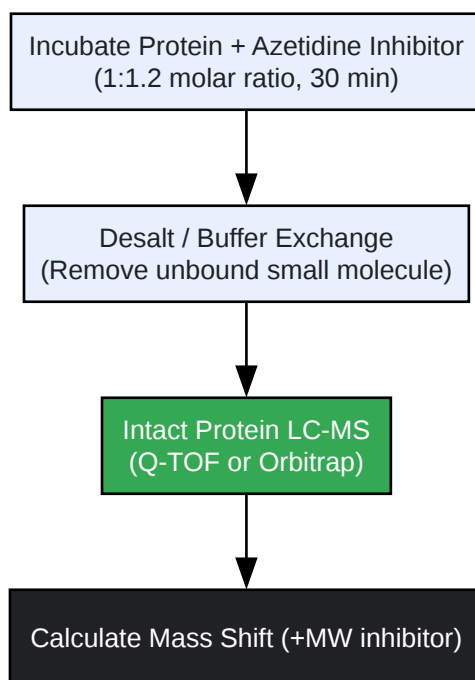 Incubate Protein + Azetidine Inhibitor
(1:1.2 molar ratio, 30 min)
Desalt / Buffer Exchange
(Remove unbound small molecule)
Intact Protein LC-MS
(Q-TOF or Orbitrap)
Calculate Mass Shift (+MW inhibitor)